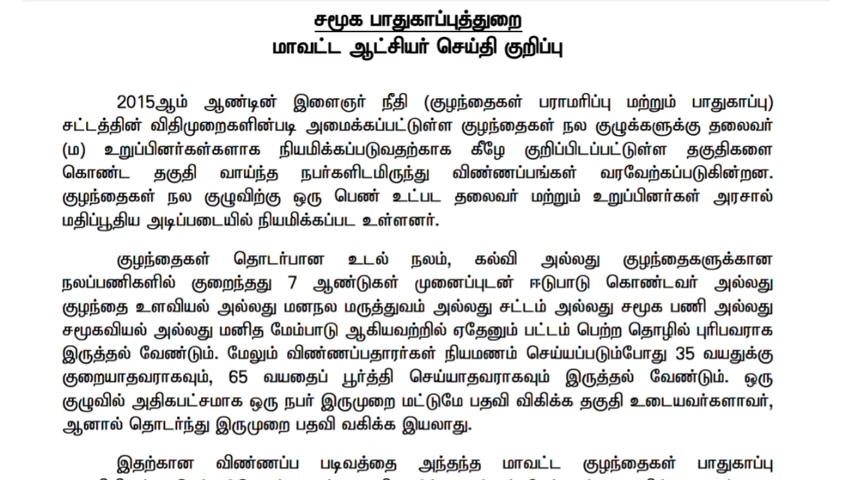 சமூக பாதுகாப்புத்துறை
மாவட்ட ஆட்சியர் செய்தி குறிப்பு
2015ஆம் ஆண்டின் இளைஞர் நீதி (குழந்தைகள் பராமரிப்பு மற்றும் பாதுகாப்பு)
சட்டத்தின் விதிமுறைகளின்படி அமைக்கப்பட்டுள்ள குழந்தைகள் நல குழுக்களுக்கு தலைவர்
(ம) உறுப்பினர்கள்களாக நியமிக்கப்படுவதற்காக கீழே குறிப்பிடப்பட்டுள்ள தகுதிகளை
கொண்ட தகுதி வாய்ந்த நபர்களிடமிருந்து விண்ணப்பங்கள் வரவேற்கப்படுகின்றன.
குழந்தைகள் நல குழுவிற்கு ஒரு பெண் உட்பட தலைவர் மற்றும் உறுப்பினர்கள் அரசால்
மதிப்பூதிய அடிப்படையில் நியமிக்கப்பட உள்ளனர்.
குழந்தைகள் தொடர்பான உடல் நலம், கல்வி அல்லது குழந்தைகளுக்கான
நலப்பணிகளில் குறைந்தது 7 ஆண்டுகள் முனைப்புடன் ஈடுபாடு கொண்டவர் அல்லது
குழந்தை உளவியல் அல்லது மனநல மருத்துவம் அல்லது சட்டம் அல்லது சமூக பணி அல்லது
சமூகவியல் அல்லது மனித மேம்பாடு ஆகியவற்றில் ஏதேனும் பட்டம் பெற்ற தொழில் புரிபவராக
இருத்தல் வேண்டும். மேலும் விண்ணப்பதாரர்கள் நியமணம் செய்யப்படும்போது 35 வயதுக்கு
குறையாதவராகவும், 65 வயதைப் பூர்த்தி செய்யாதவராகவும் இருத்தல் வேண்டும். ஒரு
குழுவில் அதிகபட்சமாக ஒரு நபர் இருமுறை மட்டுமே பதவி விகிக்க தகுதி உடையவர்களாவர்,
ஆனால் தொடர்ந்து இருமுறை பதவி வகிக்க இயலாது.
இதற்கான விண்ணப்ப படிவத்தை அந்தந்த மாவட்ட குழந்தைகள் பாதுகாப்பு